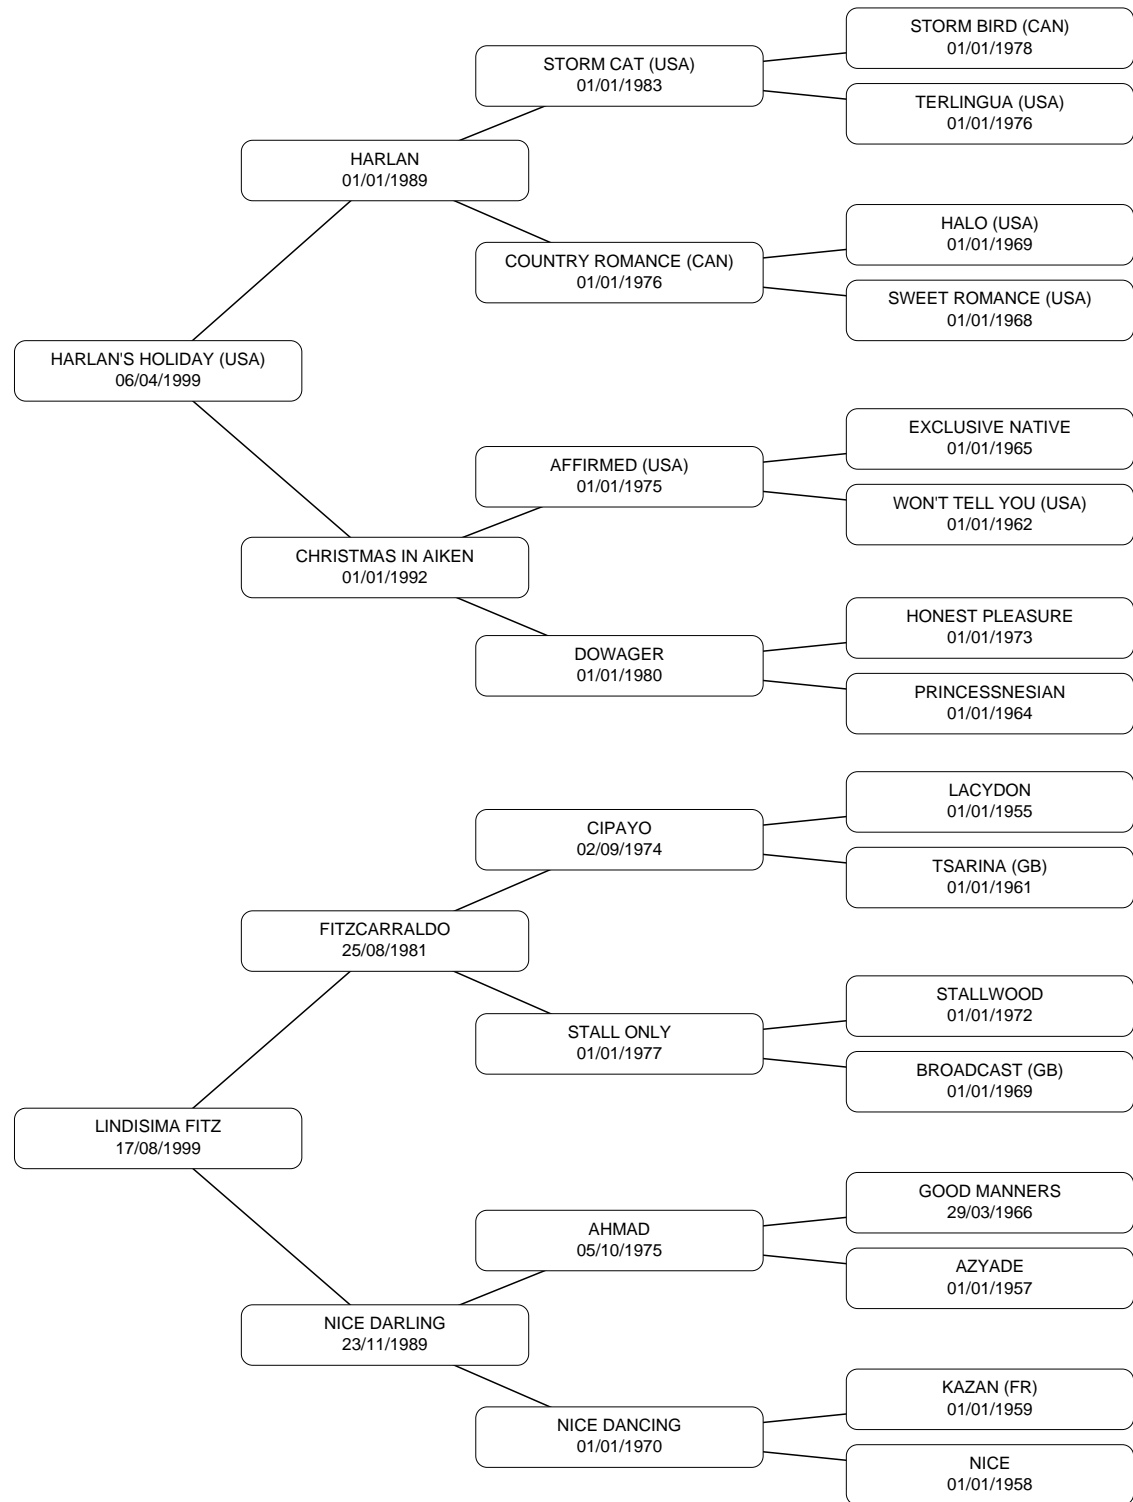 STORM BIRD (CAN)
01/01/1978
STORM CAT (USA)
01/01/1983
TERLINGUA (USA)
01/01/1976
HARLAN
01/01/1989
HALO (USA)
01/01/1969
COUNTRY ROMANCE (CAN)
01/01/1976
SWEET ROMANCE (USA)
01/01/1968
HARLAN'S HOLIDAY (USA)
06/04/1999
EXCLUSIVE NATIVE
01/01/1965
AFFIRMED (USA)
01/01/1975
WON'T TELL YOU (USA)
01/01/1962
CHRISTMAS IN AIKEN
01/01/1992
HONEST PLEASURE
01/01/1973
DOWAGER
01/01/1980
PRINCESSNESIAN
01/01/1964
LACYDON
01/01/1955
CIPAYO
02/09/1974
TSARINA (GB)
01/01/1961
FITZCARRALDO
25/08/1981
STALLWOOD
01/01/1972
STALL ONLY
01/01/1977
BROADCAST (GB)
01/01/1969
LINDISIMA FITZ
17/08/1999
GOOD MANNERS
29/03/1966
AHMAD
05/10/1975
AZYADE
01/01/1957
NICE DARLING
23/11/1989
KAZAN (FR)
01/01/1959
NICE DANCING
01/01/1970
NICE
01/01/1958